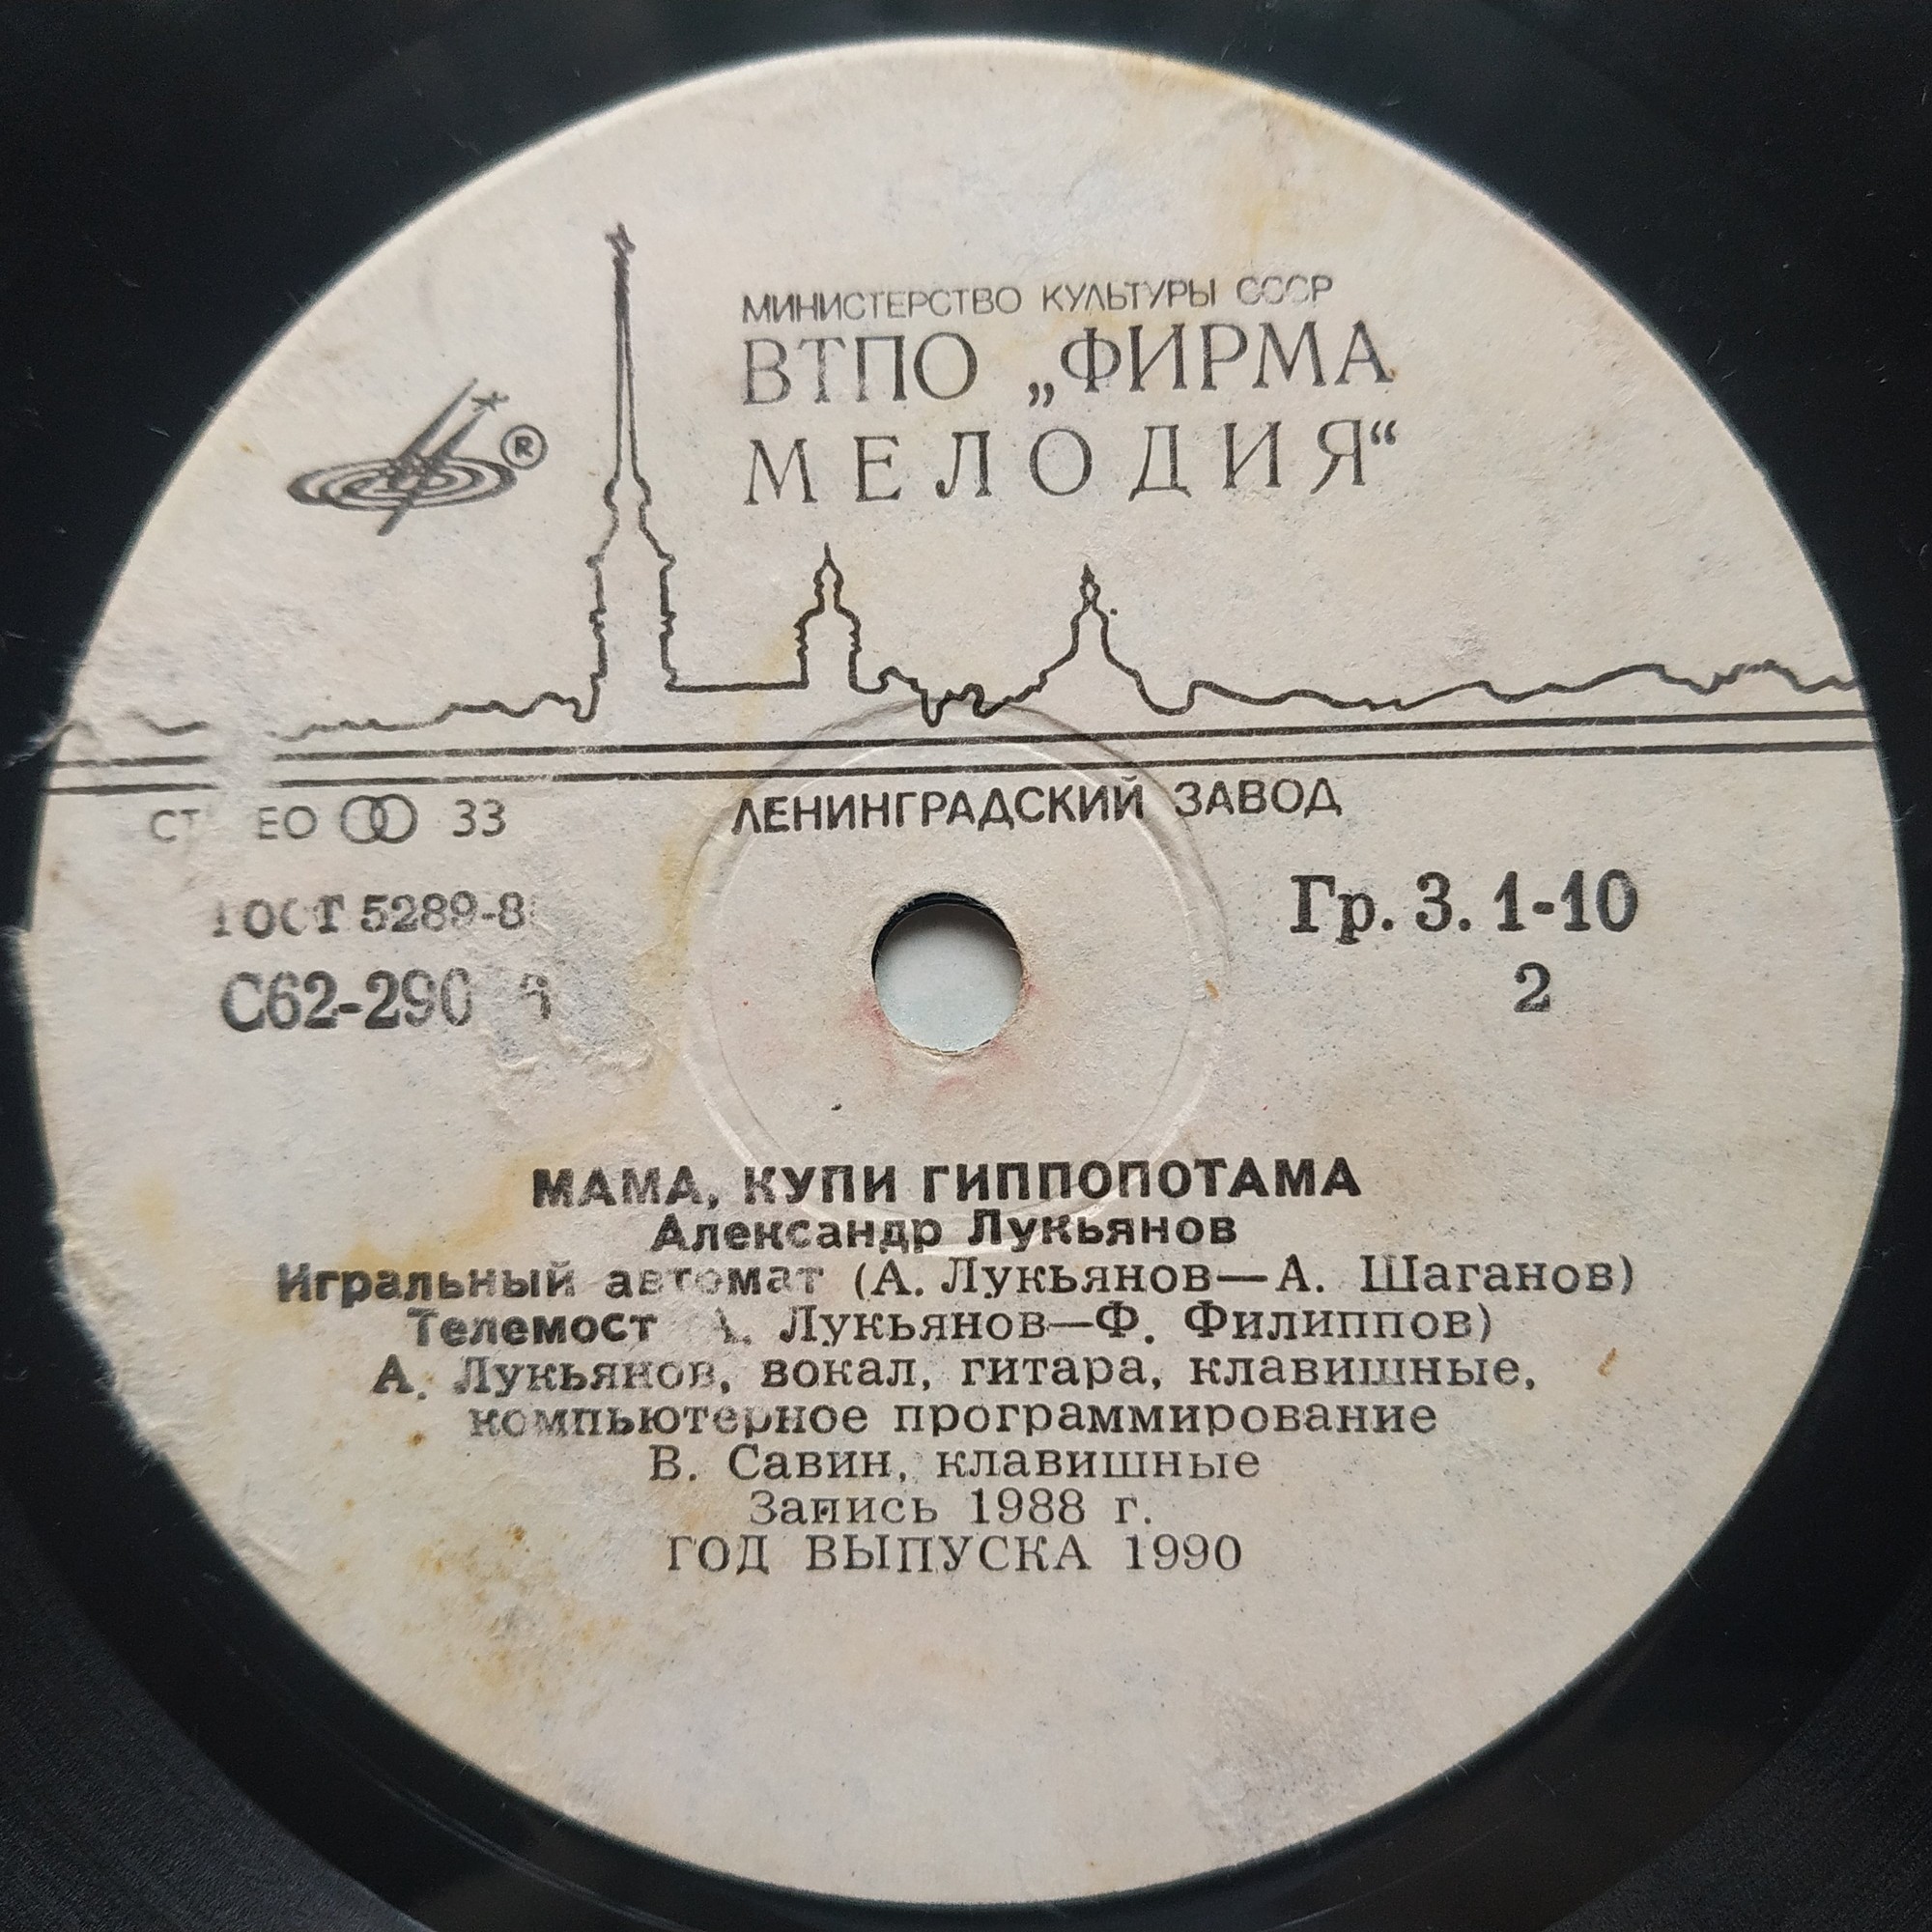 МИНИСТЕРСТВО КУЛЬТУРЫ СССР
ВТПО „ФИРМА
МЕЛОДИЯ“
®
33
ЛЕНИНГРАДСКИЙ ЗАВОД
ГОСТ
Гр. 3. 1-10
2
МАМА, КУПИ ГИППОПОТАМА
Александр Лукьянов
Игральный автомат (А. Лукьянов—А. Шаганов)
Телемост А. Лукьянов—Ф. Филиппов)
А. Лукьянов, вокал, гитара, клавишные,
компьютерное программирование
В. Савин, клавишные
Запись 1988 г.
ГОД ВЫПУСКА 1990